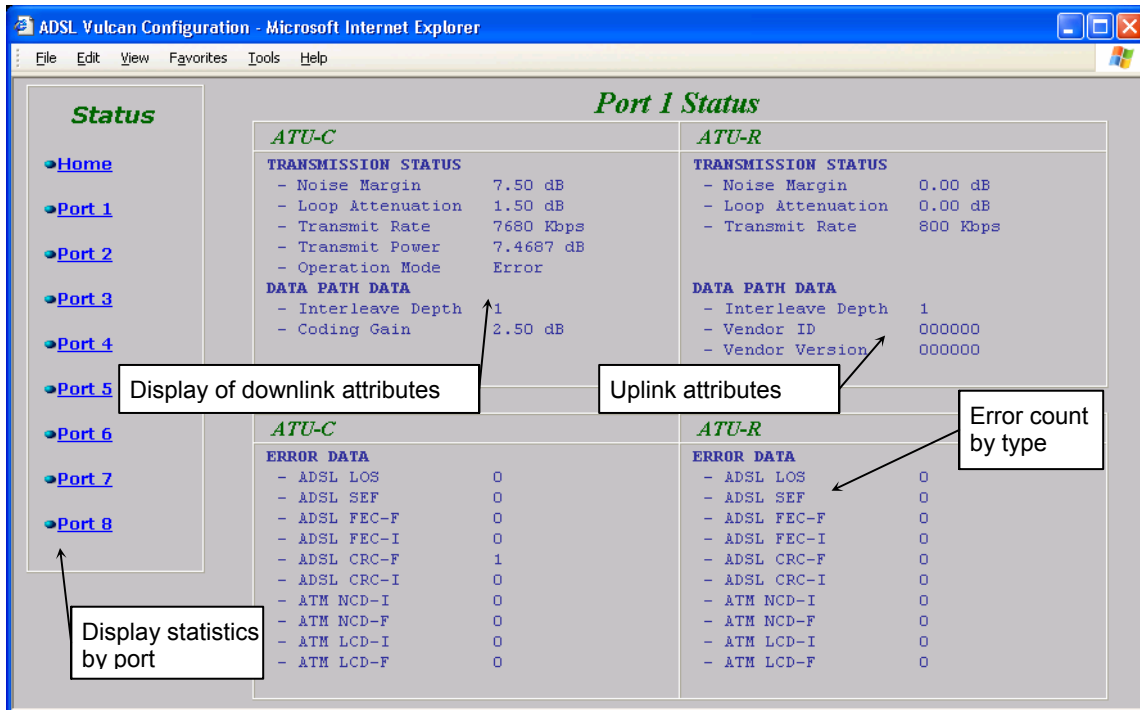 ADSL Vulcan Configuration - Microsoft Internet Explorer
File Edit View Favorites Tools Help
Status
Home
Port 1
Port 2
Port 3
Port 4
Port 5
Port 6
Port 7
Port 8
Port 1 Status
ATU-C
TRANSMISSION STATUS
- Noise Margin 7.50 dB
- Loop Attenuation 1.50 dB
- Transmit Rate 7680 Kbps
- Transmit Power 7.4687 dB
- Operation Mode Error
DATA PATH DATA
- Interleave Depth 1
- Coding Gain 2.50 dB
ATU-R
TRANSMISSION STATUS
- Noise Margin 0.00 dB
- Loop Attenuation 0.00 dB
- Transmit Rate 800 Kbps
DATA PATH DATA
- Interleave Depth 1
- Vendor ID 000000
- Vendor Version 000000
Display of downlink attributes
Uplink attributes
Error count
by type
ATU-C
ERROR DATA
- ADSL LOS 0
- ADSL SEF 0
- ADSL FEC-F 0
- ADSL FEC-I 0
- ADSL CRC-F 1
- ADSL CRC-I 0
- ATM NCD-I 0
- ATM NCD-F 0
- ATM LCD-I 0
- ATM LCD-F 0
ATU-R
ERROR DATA
- ADSL LOS 0
- ADSL SEF 0
- ADSL FEC-F 0
- ADSL FEC-I 0
- ADSL CRC-F 0
- ADSL CRC-I 0
- ATM NCD-I 0
- ATM NCD-F 0
- ATM LCD-I 0
- ATM LCD-F 0
Display statistics
by port